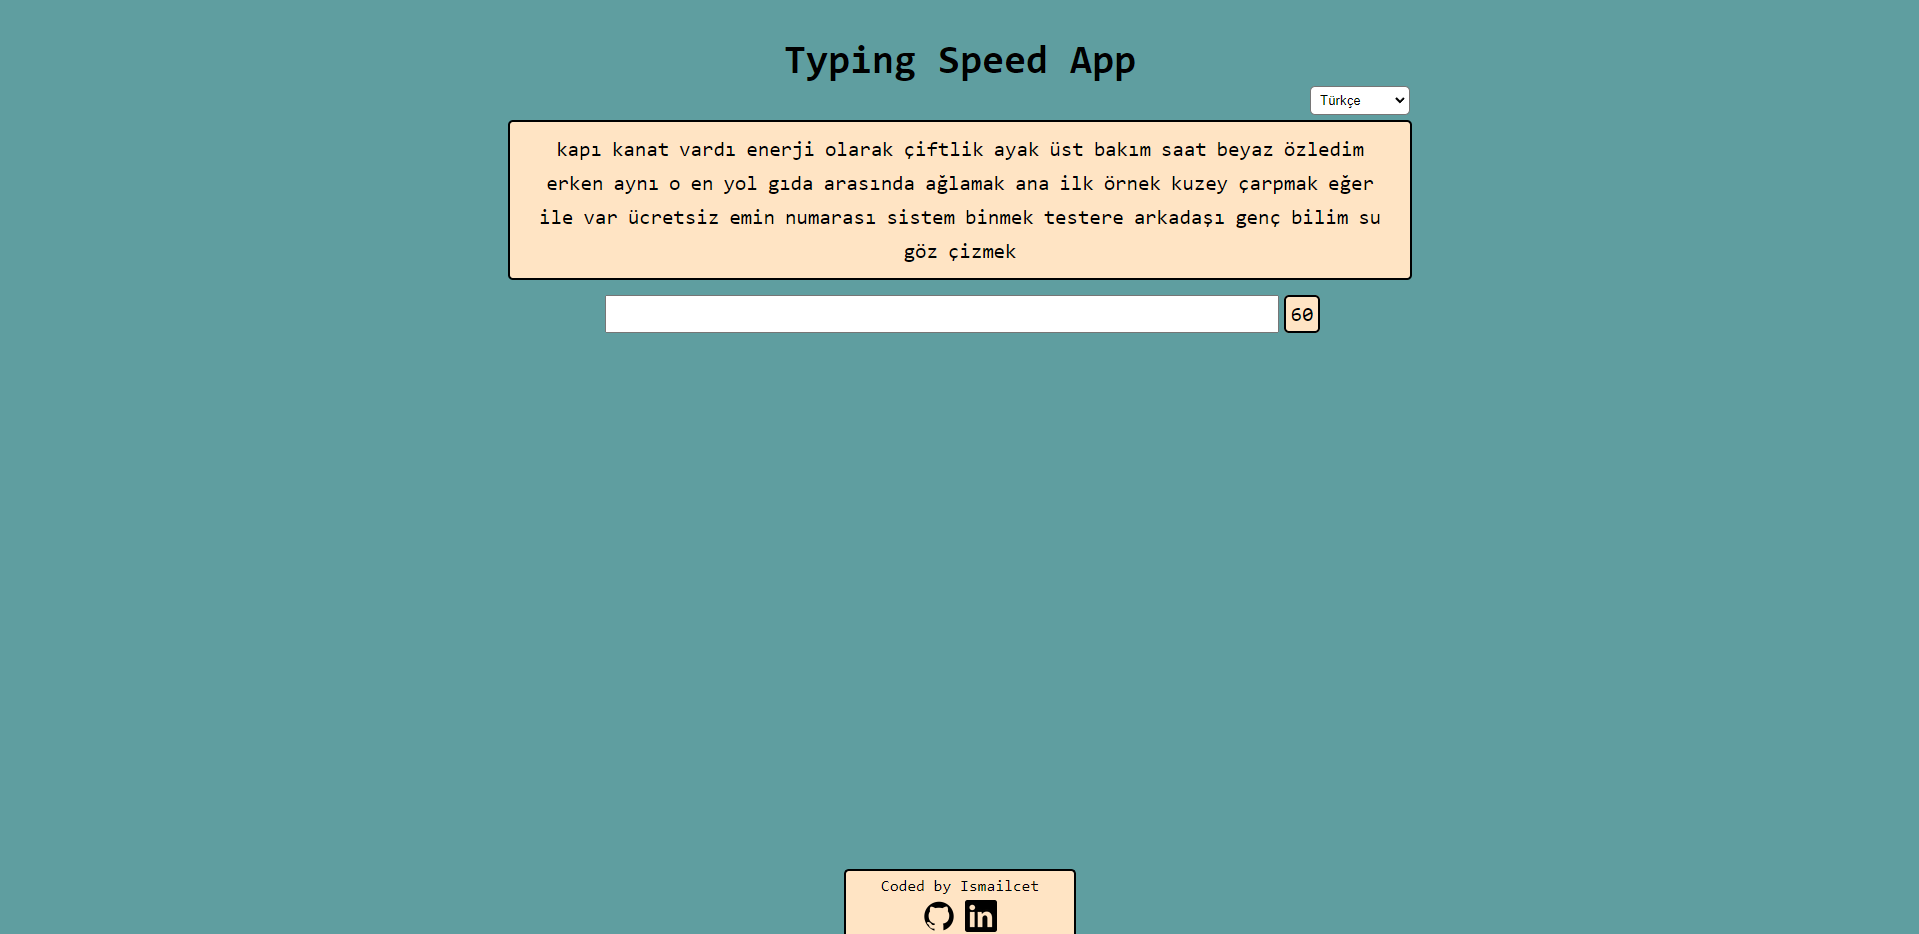 Typing Speed App
Türkçe
kapı kanat vardı enerji olarak çiftlik ayak üst bakım saat beyaz özledim
erken aynı o en yol gıda arasında ağlamak ana ilk örnek kuzey çarpmak eğer
ile var ücretsiz emin numarası sistem binmek testere arkadaşı genç bilim su
göz çizmek
60
Coded by Ismailcet
in